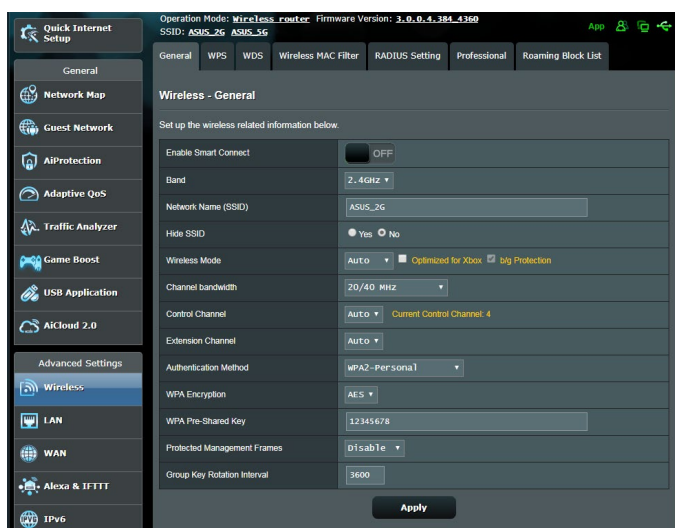 Quick Internet
Setup
Operation Mode: Wireless router Firmware Version: 3.0.0.4.384_4360
SSID: ASUS_2G ASUS_5G
App
General
WPS
WDS
Wireless MAC Filter
RADIUS Setting
Professional
Roaming Block List
General
Network Map
Guest Network
AiProtection
Adaptive QoS
Traffic Analyzer
Game Boost
USB Application
AiCloud 2.0
Advanced Settings
Wireless
LAN
WAN
Alexa & IFTTT
IPv6
Wireless - General
Set up the wireless related information below.
Enable Smart Connect OFF
Band 2.4GHz
Network Name (SSID) ASUS_2G
Hide SSID Yes No
Wireless Mode Auto Optimized for Xbox b/g Protection
Channel bandwidth 20/40 MHz
Control Channel Auto Current Control Channel: 4
Extension Channel Auto
Authentication Method WPA2-Personal
WPA Encryption AES
WPA Pre-Shared Key 12345678
Protected Management Frames Disable
Group Key Rotation Interval 3600
Apply